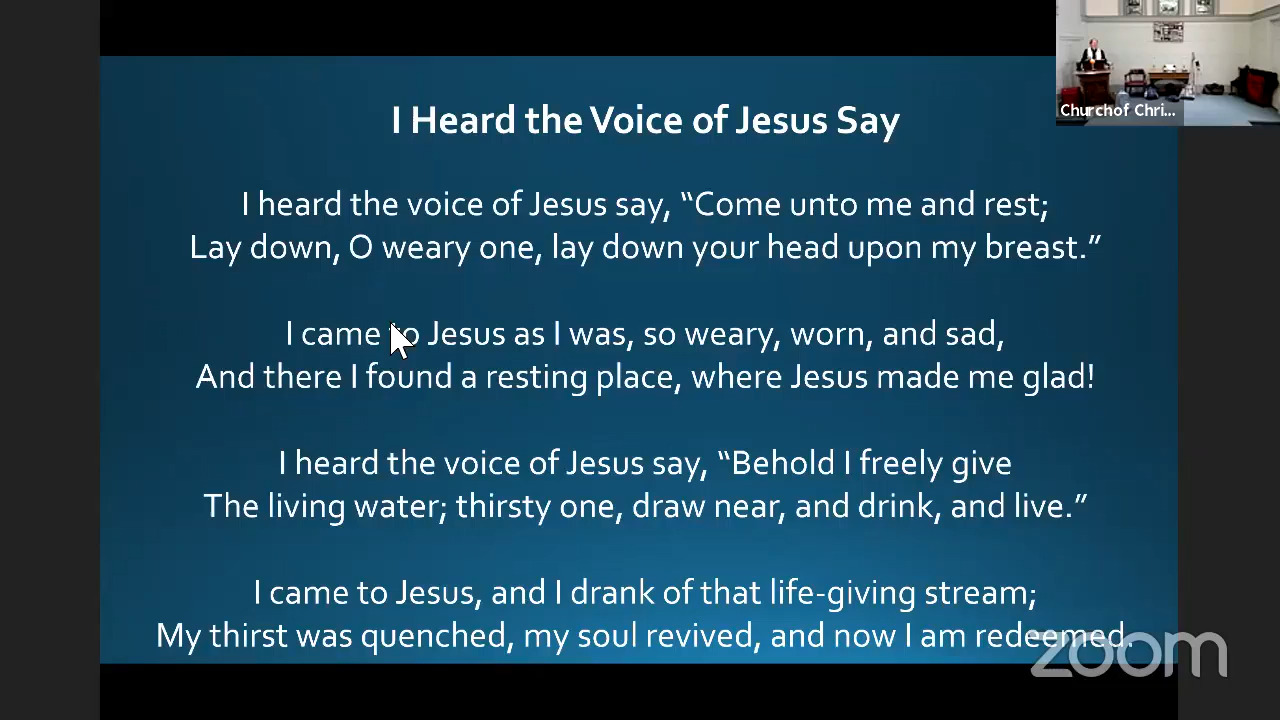 I Heard the Voice of Jesus Say
Churchof Chri...
I heard the voice of Jesus say, “Come unto me and rest;
Lay down, O weary one, lay down your head upon my breast.”
I came to Jesus as I was, so weary, worn, and sad,
And there I found a resting place, where Jesus made me glad!
I heard the voice of Jesus say, “Behold I freely give
The living water; thirsty one, draw near, and drink, and live.”
I came to Jesus, and I drank of that life-giving stream;
My thirst was quenched, my soul revived, and now I am redeemed.
zoom